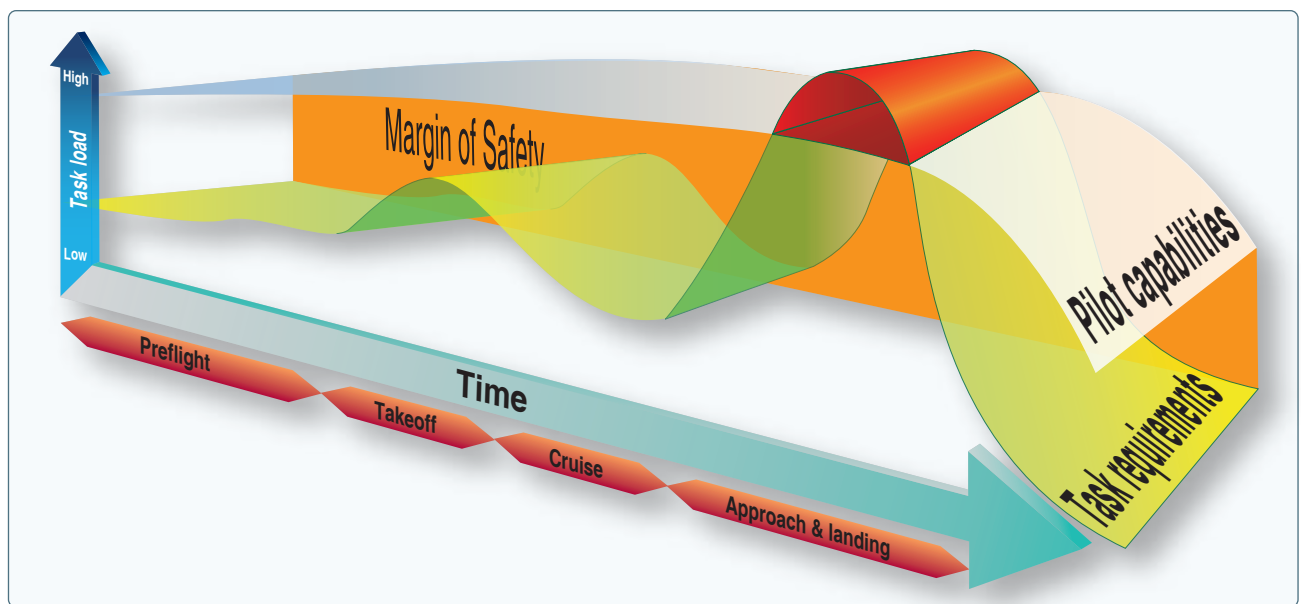 High
Task load
Low
Margin of Safety
Pilot capabilities
Task requirements
Time
Preflight
Takeoff
Cruise
Approach & landing